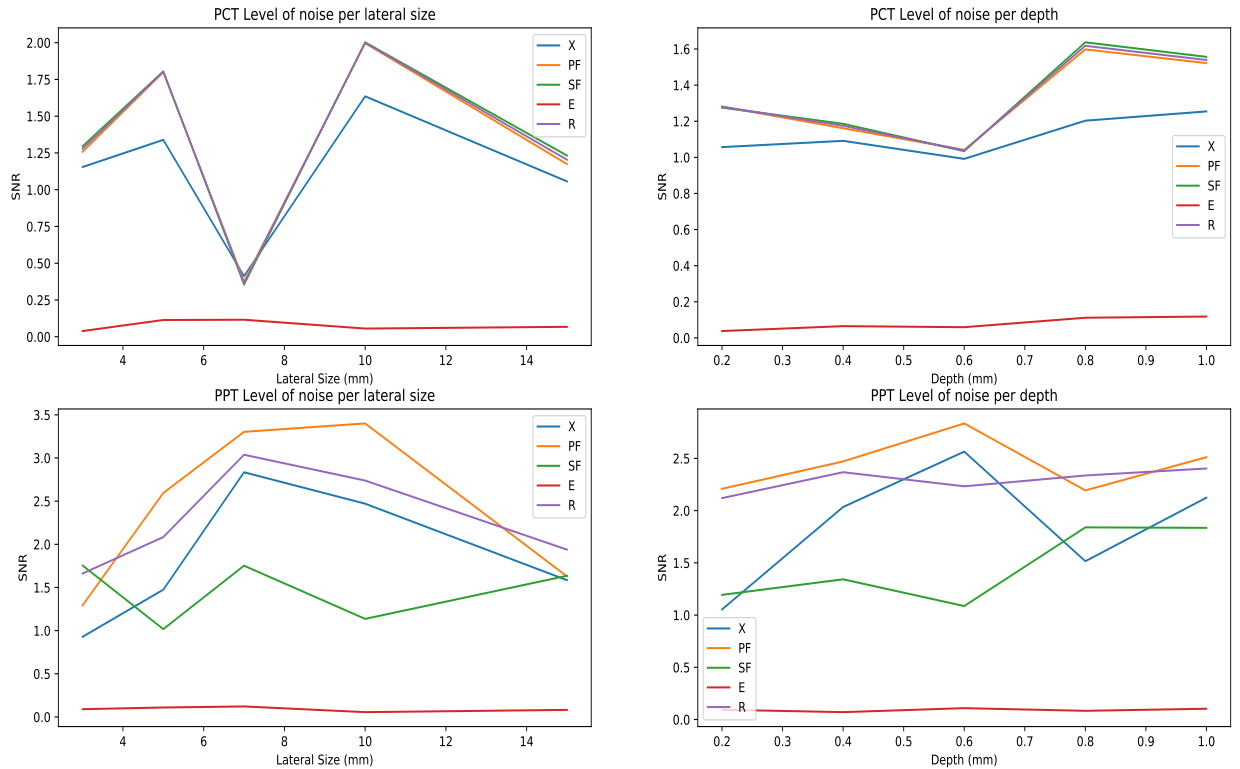 PCT Level of noise per lateral size
SNR
2.00
1.75
1.50
1.25
1.00
0.75
0.50
0.25
0.00
4 6 8 10 12 14
Lateral Size (mm)
X
PF
SF
E
R
PCT Level of noise per depth
SNR
1.6
1.4
1.2
1.0
0.8
0.6
0.4
0.2
0.0
0.2 0.3 0.4 0.5 0.6 0.7 0.8 0.9 1.0
Depth (mm)
X
PF
SF
E
R
PPT Level of noise per lateral size
SNR
3.5
3.0
2.5
2.0
1.5
1.0
0.5
0.0
4 6 8 10 12 14
Lateral Size (mm)
X
PF
SF
E
R
PPT Level of noise per depth
SNR
2.5
2.0
1.5
1.0
0.5
0.0
0.2 0.3 0.4 0.5 0.6 0.7 0.8 0.9 1.0
Depth (mm)
X
PF
SF
E
R